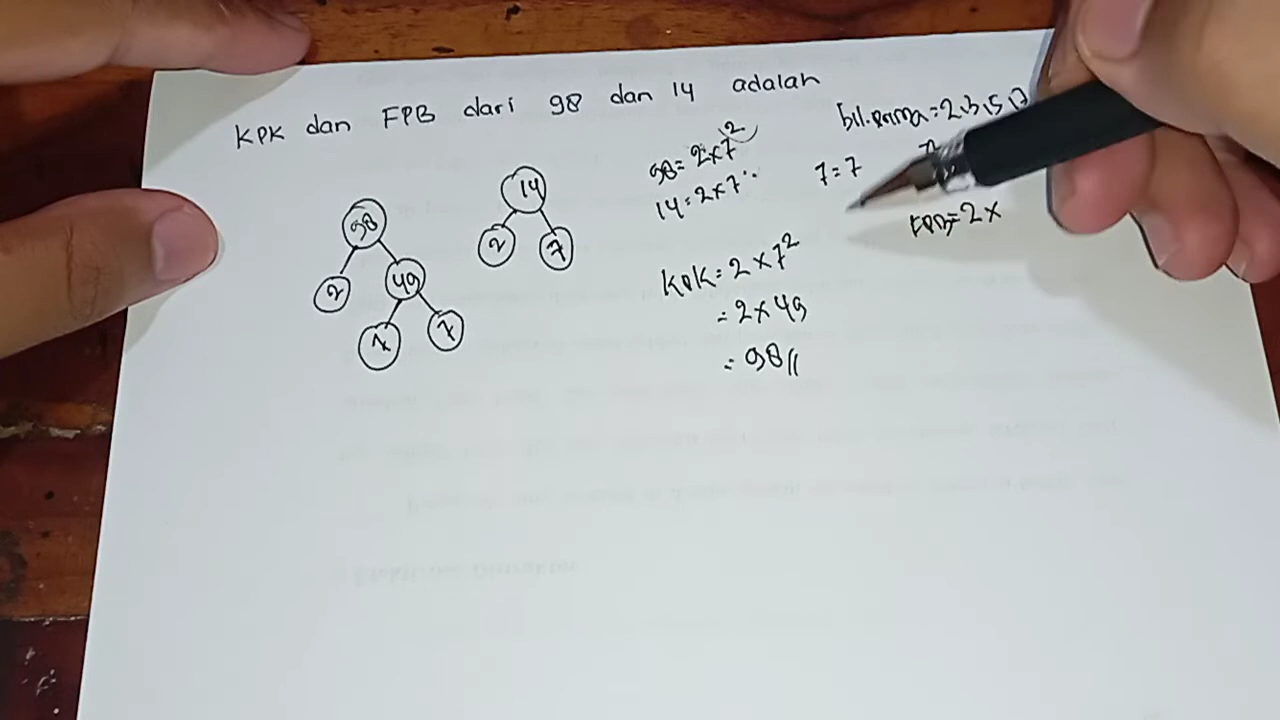 KPK dan FPB dari 98 dan 14 adalah
98
2
49
7
7
14
2
7
98 = 2 x 7²
14 = 2 x 7
KPK = 2 x 7²
= 2 x 49
= 98 //
bil. prima = 2, 3, 5, 7
7 = 7
FPB = 2 x